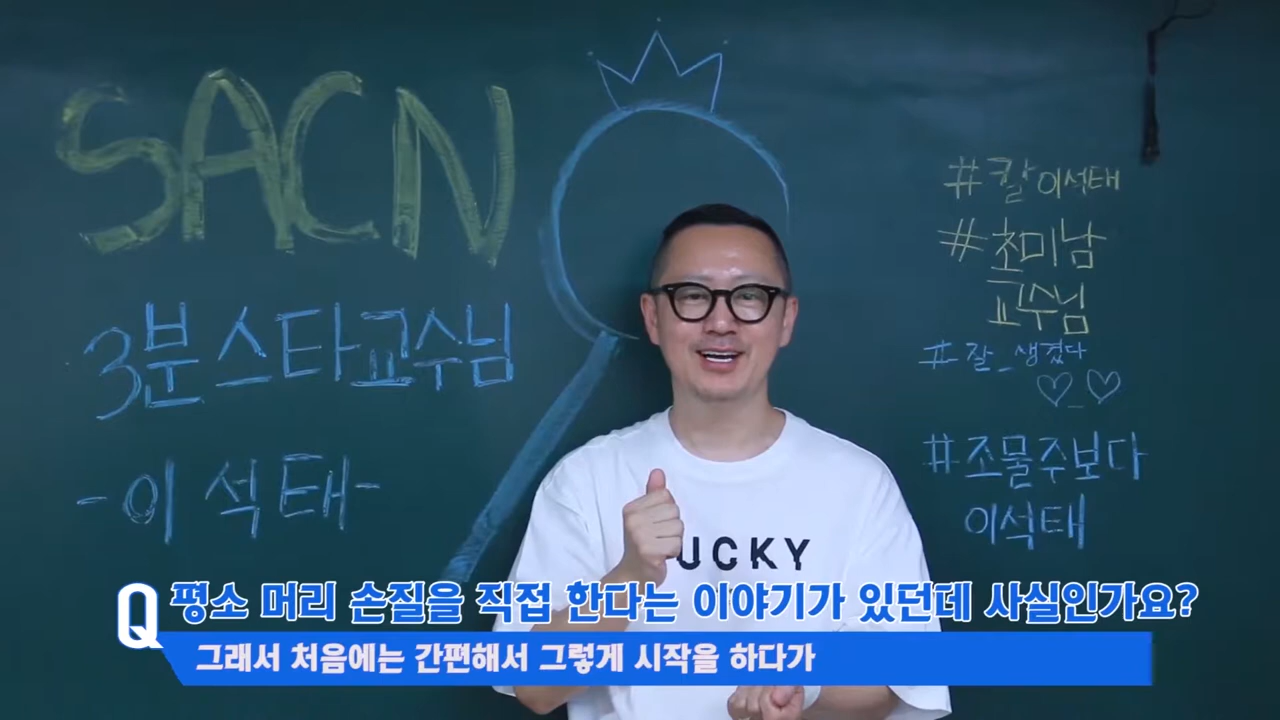 SACN
3분 스타교수님
-이석태-
#칼이석태
#초미남
교수님
#잘_생겼다
♡_♡
#조물주보다
이석태
UCKY
Q 평소 머리 손질을 직접 한다는 이야기가 있던데 사실인가요?
그래서 처음에는 간편해서 그렇게 시작을 하다가